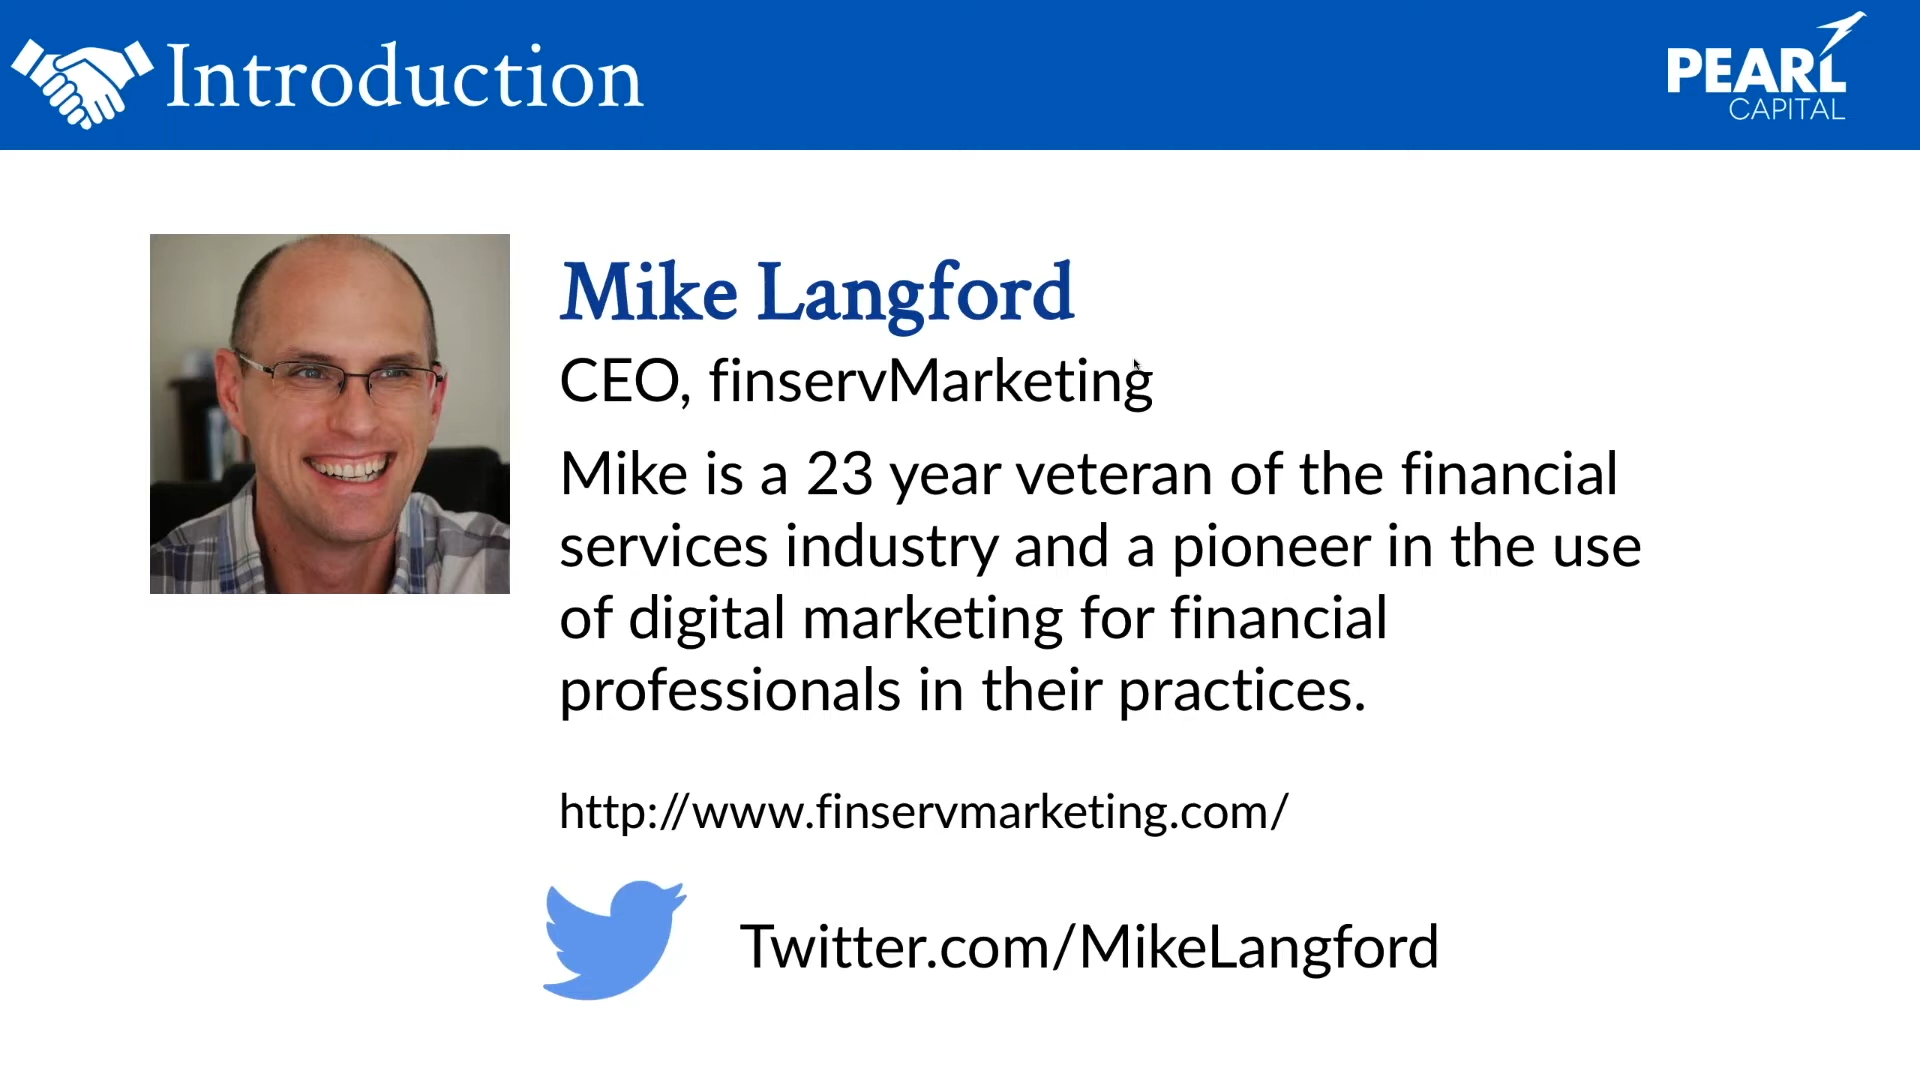 Introduction
PEARL
CAPITAL
Mike Langford
CEO, finservMarketing
Mike is a 23 year veteran of the financial
services industry and a pioneer in the use
of digital marketing for financial
professionals in their practices.
http://www.finservmarketing.com/
Twitter.com/MikeLangford